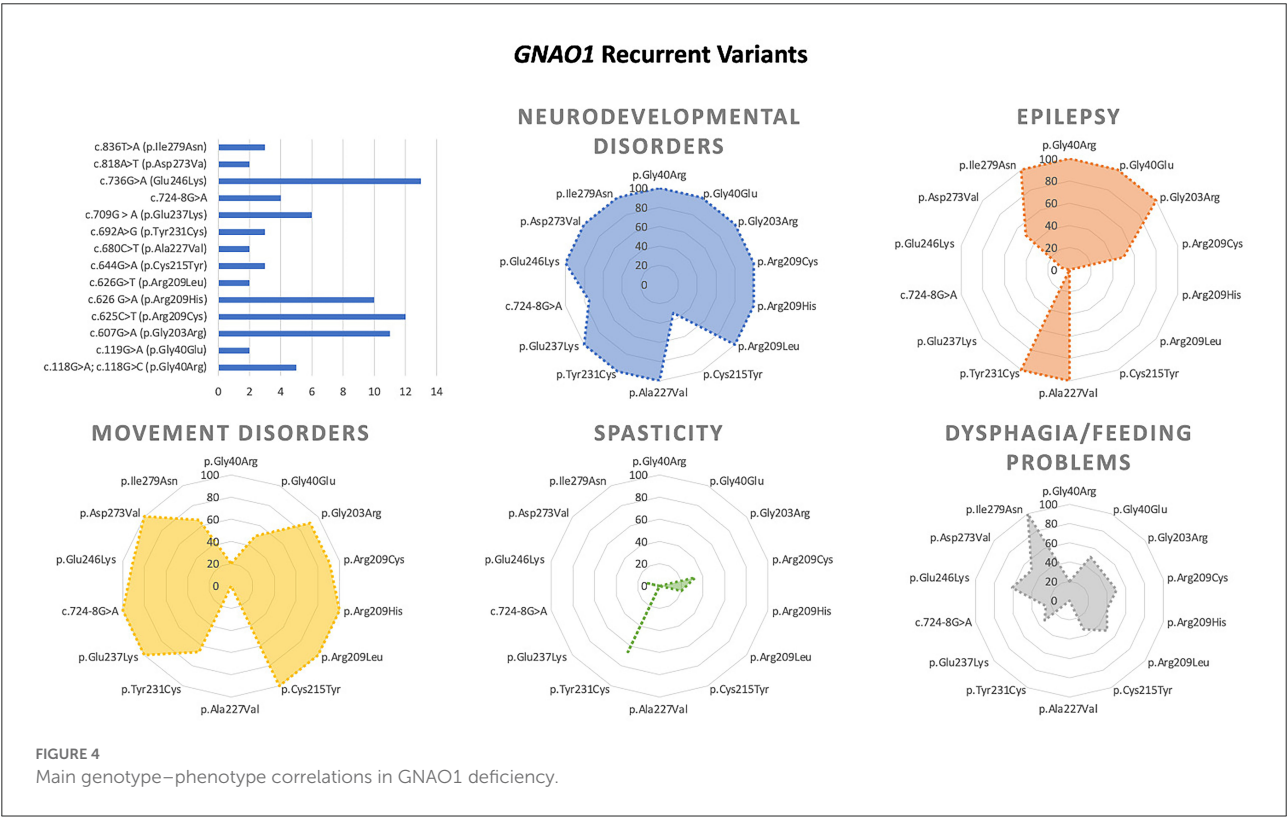 GNAO1 Recurrent Variants
c.836T>A (p.Ile279Asn)
c.818A>T (p.Asp273Va)
c.736G>A (Glu246Lys)
c.724-8G>A
c.709G > A (p.Glu237Lys)
c.692A>G (p.Tyr231Cys)
c.680C>T (p.Ala227Val)
c.644G>A (p.Cys215Tyr)
c.626G>T (p.Arg209Leu)
c.626 G>A (p.Arg209His)
c.625C>T (p.Arg209Cys)
c.607G>A (p.Gly203Arg)
c.119G>A (p.Gly40Glu)
c.118G>A; c.118G>C (p.Gly40Arg)
0 2 4 6 8 10 12 14
NEURODEVELOPMENTAL
DISORDERS
p.Gly40Arg
p.Gly40Glu
p.Gly203Arg
p.Arg209Cys
p.Arg209His
p.Arg209Leu
p.Cys215Tyr
p.Ala227Val
p.Tyr231Cys
p.Glu237Lys
c.724-8G>A
p.Glu246Lys
p.Asp273Val
p.Ile279Asn
100
80
60
40
20
0
EPILEPSY
p.Gly40Arg
p.Gly40Glu
p.Gly203Arg
p.Arg209Cys
p.Arg209His
p.Arg209Leu
p.Cys215Tyr
p.Ala227Val
p.Tyr231Cys
p.Glu237Lys
c.724-8G>A
p.Glu246Lys
p.Asp273Val
p.Ile279Asn
100
80
60
40
20
0
MOVEMENT DISORDERS
p.Gly40Arg
p.Gly40Glu
p.Gly203Arg
p.Arg209Cys
p.Arg209His
p.Arg209Leu
p.Cys215Tyr
p.Ala227Val
p.Tyr231Cys
p.Glu237Lys
c.724-8G>A
p.Glu246Lys
p.Asp273Val
p.Ile279Asn
100
80
60
40
20
0
SPASTICITY
p.Gly40Arg
p.Gly40Glu
p.Gly203Arg
p.Arg209Cys
p.Arg209His
p.Arg209Leu
p.Cys215Tyr
p.Ala227Val
p.Tyr231Cys
p.Glu237Lys
c.724-8G>A
p.Glu246Lys
p.Asp273Val
p.Ile279Asn
100
80
60
40
20
0
DYSPHAGIA/FEEDING
PROBLEMS
p.Gly40Arg
p.Gly40Glu
p.Gly203Arg
p.Arg209Cys
p.Arg209His
p.Arg209Leu
p.Cys215Tyr
p.Ala227Val
p.Tyr231Cys
p.Glu237Lys
c.724-8G>A
p.Glu246Lys
p.Asp273Val
p.Ile279Asn
100
80
60
40
20
0
FIGURE 4
Main genotype–phenotype correlations in GNAO1 deficiency.